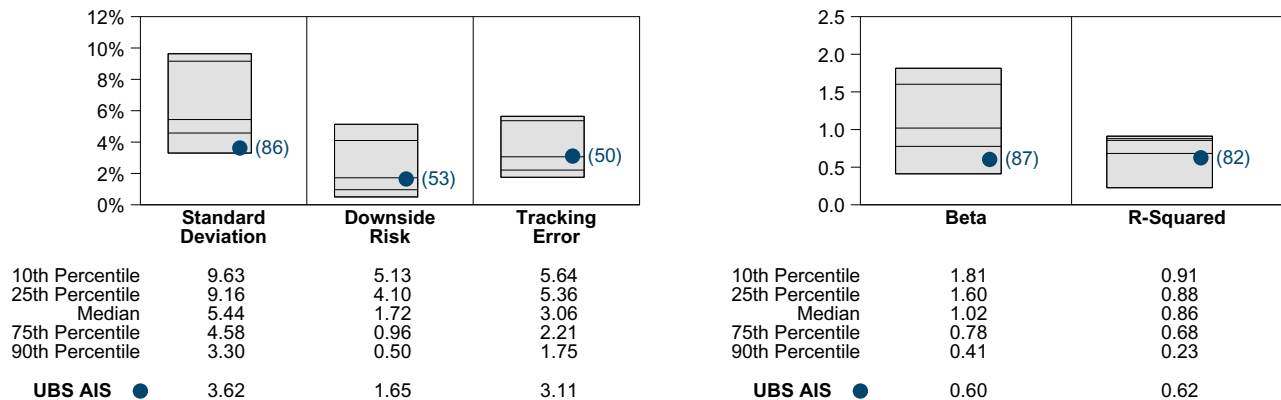 12%
10%
8%
6%
4%
2%
0%
(86)
(53)
(50)
Standard Deviation
Downside Risk
Tracking Error
10th Percentile 9.63 5.13 5.64
25th Percentile 9.16 4.10 5.36
Median 5.44 1.72 3.06
75th Percentile 4.58 0.96 2.21
90th Percentile 3.30 0.50 1.75
UBS AIS 3.62 1.65 3.11
2.5
2.0
1.5
1.0
0.5
0.0
(87)
(82)
Beta R-Squared
10th Percentile 1.81 0.91
25th Percentile 1.60 0.88
Median 1.02 0.86
75th Percentile 0.78 0.68
90th Percentile 0.41 0.23
UBS AIS 0.60 0.62